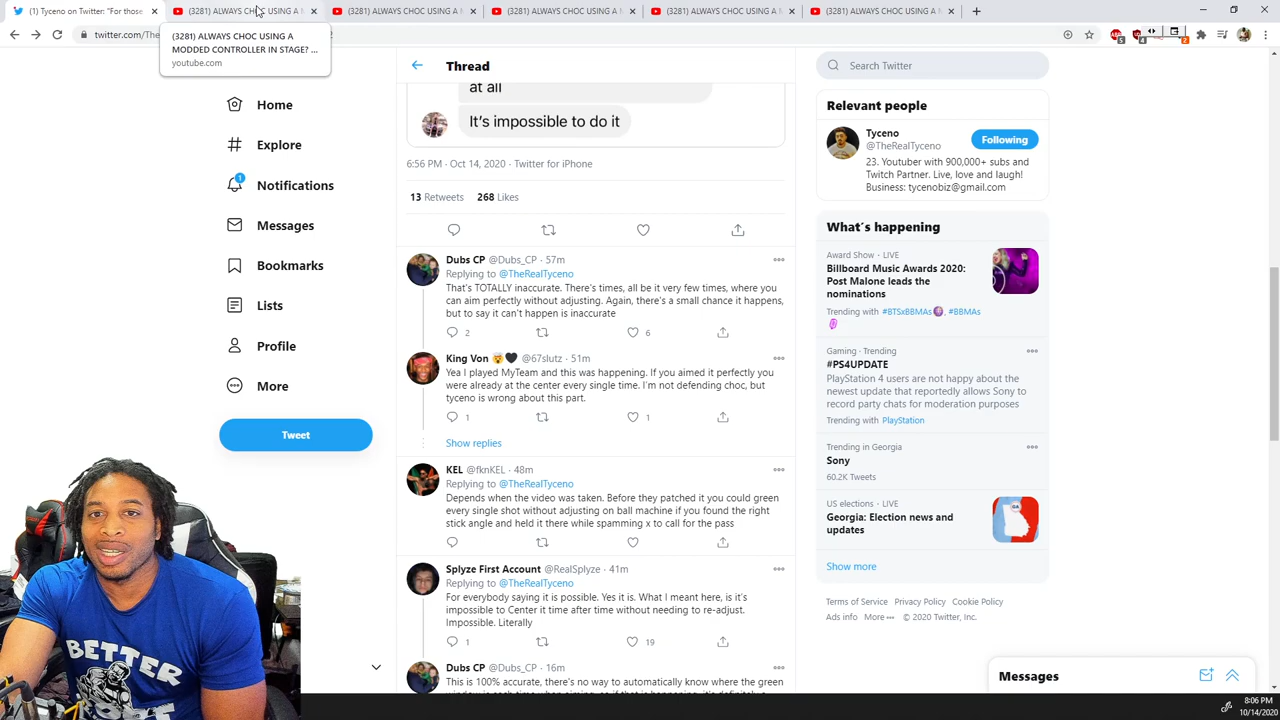 (1) Tyceno on Twitter: "For those
(3281) ALWAYS CHOC USING A
(3281) ALWAYS CHOC USING A M
(3281) ALWAYS CHOC USING A M
(3281) ALWAYS CHOC USING A M
(3281) ALWAYS CHOC USING A M
twitter.com/The
(3281) ALWAYS CHOC USING A
MODDED CONTROLLER IN STAGE? ...
youtube.com
Home
Explore
1
Notifications
Messages
Bookmarks
Lists
Profile
More
Tweet
Thread
at all
It's impossible to do it
6:56 PM · Oct 14, 2020 · Twitter for iPhone
13 Retweets 268 Likes
Dubs CP @Dubs_CP · 57m
Replying to @TheRealTyceno
That's TOTALLY inaccurate. There's times, all be it very few times, where you
can aim perfectly without adjusting. Again, there's a small chance it happens,
but to say it can't happen is inaccurate
2 6
King Von 🤯🖤 @67slutz · 51m
Yea I played MyTeam and this was happening. If you aimed it perfectly you
were already at the center every single time. I'm not defending choc, but
tyceno is wrong about this part.
1 1
Show replies
KEL @fknKEL · 48m
Replying to @TheRealTyceno
Depends when the video was taken. Before they patched it you could green
every single shot without adjusting on ball machine if you found the right
stick angle and held it there while spamming x to call for the pass
Splyze First Account @RealSplyze · 41m
Replying to @TheRealTyceno
For everybody saying it is possible. Yes it is. What I meant here, is it's
impossible to Center it time after time without needing to re-adjust.
Impossible. Literally
1 19
Dubs CP @Dubs_CP · 16m
This is 100% accurate, there's no way to automatically know where the green
Search Twitter
Relevant people
Tyceno
@TheRealTyceno
Following
23. Youtuber with 900,000+ subs and
Twitch Partner. Live, love and laugh!
Business: tycenobiz@gmail.com
What's happening
Award Show · LIVE
Billboard Music Awards 2020:
Post Malone leads the
nominations
Trending with #BTSxBBMAs, #BBMAs
Gaming · Trending
#PS4UPDATE
PlayStation 4 users are not happy about the
newest update that reportedly allows Sony to
record party chats for moderation purposes
Trending with PlayStation
Trending in Georgia
Sony
60.2K Tweets
US elections · LIVE
Georgia: Election news and
updates
Show more
Terms of Service Privacy Policy Cookie Policy
Ads info More ••• © 2020 Twitter, Inc.
Messages
BETTER
8:06 PM
10/14/2020